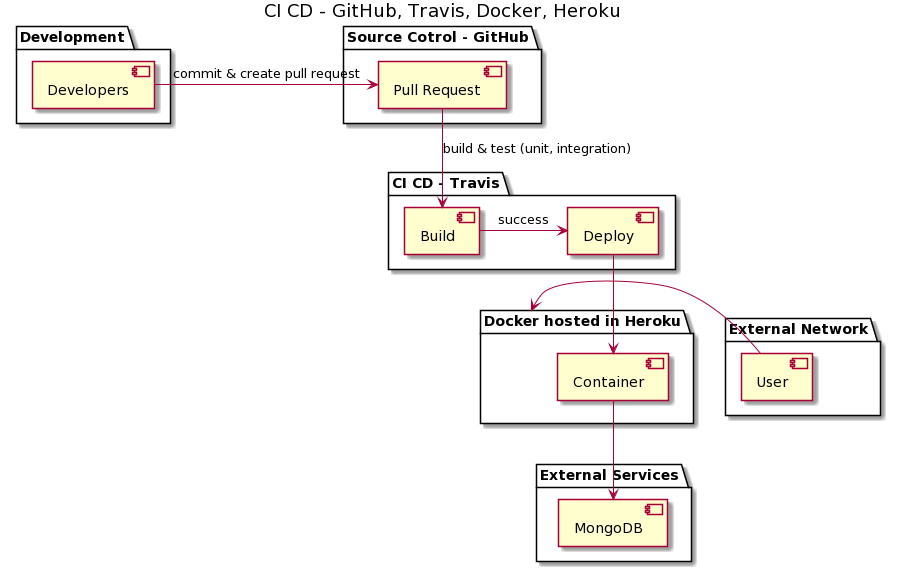 CI CD - GitHub, Travis, Docker, Heroku
Development
Source Cotrol - GitHub
Developers
commit & create pull request
Pull Request
build & test (unit, integration)
CI CD - Travis
Build
success
Deploy
Docker hosted in Heroku
External Network
Container
User
External Services
MongoDB